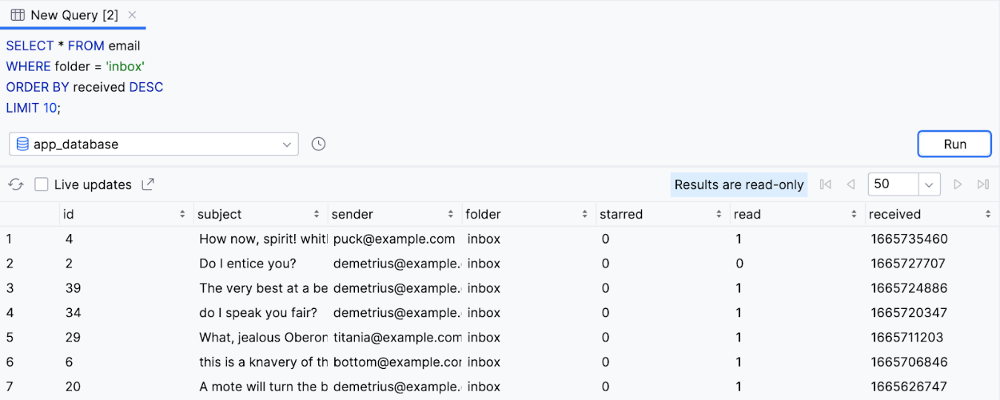 New Query [2]
SELECT * FROM email
WHERE folder = 'inbox'
ORDER BY received DESC
LIMIT 10;
app_database Run
Live updates Results are read-only 50
id subject sender folder starred read received
1 4 How now, spirit! whit puck@example.com inbox 0 1 1665735460
2 2 Do I entice you? demetrius@example. inbox 0 0 1665727707
3 39 The very best at a be demetrius@example. inbox 0 1 1665724886
4 34 do I speak you fair? demetrius@example. inbox 0 1 1665720347
5 29 What, jealous Oberon titania@example.com inbox 0 1 1665711203
6 6 this is a knavery of th bottom@example.co inbox 0 1 1665706846
7 20 A mote will turn the b demetrius@example. inbox 0 1 1665626747